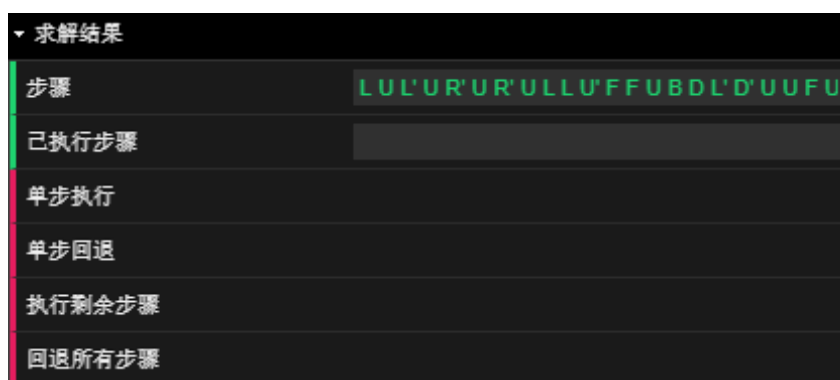 求解结果
步骤 L U L' U R' U R' U L L U' F F U B D L' D' U U F U
己执行步骤
单步执行
单步回退
执行剩余步骤
回退所有步骤